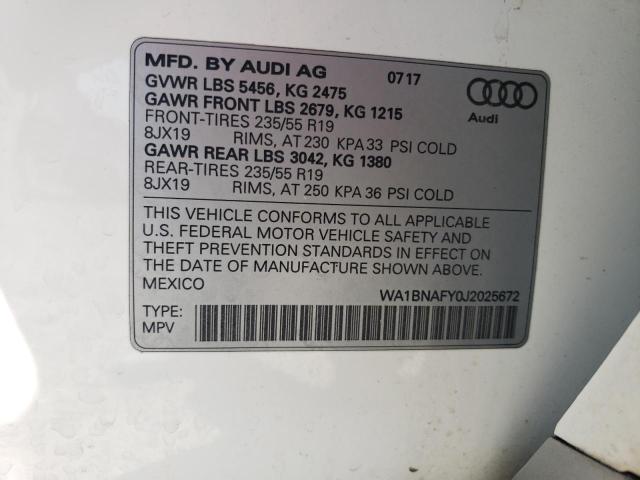 MFD. BY AUDI AG 0717
GVWR LBS 5456, KG 2475
GAWR FRONT LBS 2679, KG 1215
FRONT-TIRES 235/55 R19
8JX19 RIMS, AT 230 KPA 33 PSI COLD
GAWR REAR LBS 3042, KG 1380
REAR-TIRES 235/55 R19
8JX19 RIMS, AT 250 KPA 36 PSI COLD
Audi
THIS VEHICLE CONFORMS TO ALL APPLICABLE
U.S. FEDERAL MOTOR VEHICLE SAFETY AND
THEFT PREVENTION STANDARDS IN EFFECT ON
THE DATE OF MANUFACTURE SHOWN ABOVE.
MEXICO WA1BNAFY0J2025672
TYPE:
MPV